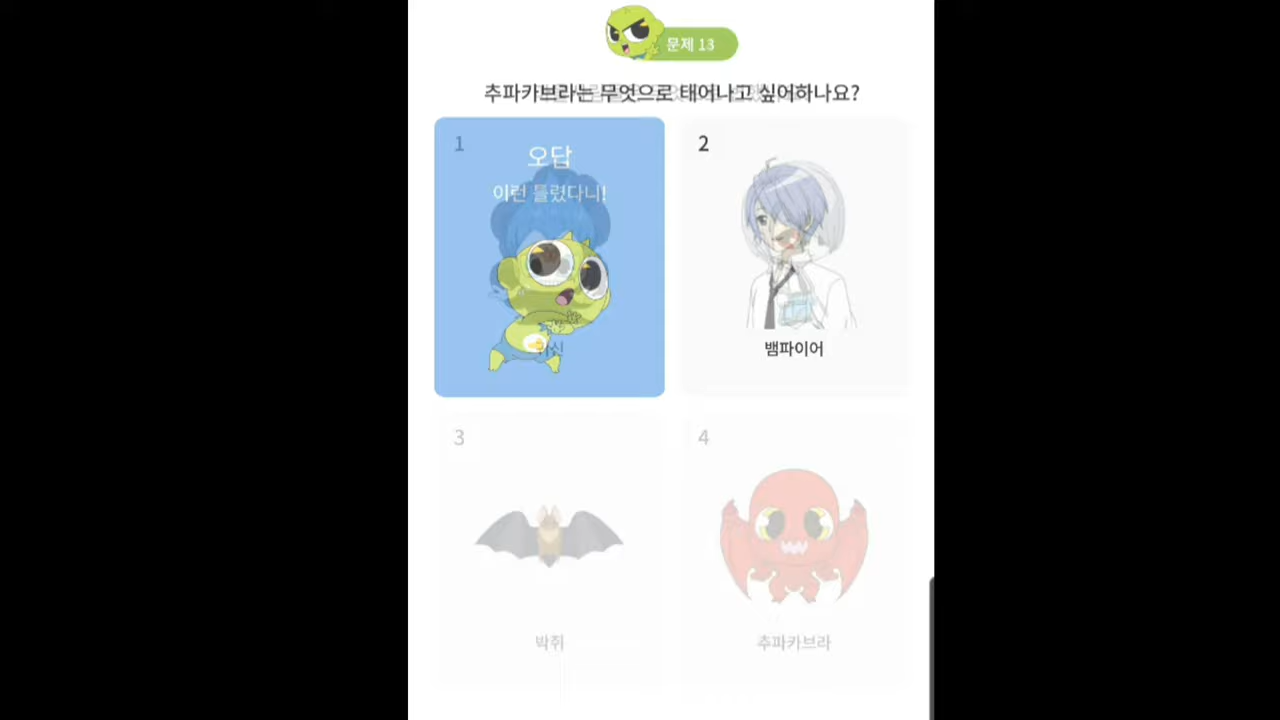 문제 13
추파카브라는 무엇으로 태어나고 싶어하나요?
1
오답
이런 틀렸다니!
2
뱀파이어
3
박쥐
4
추파카브라